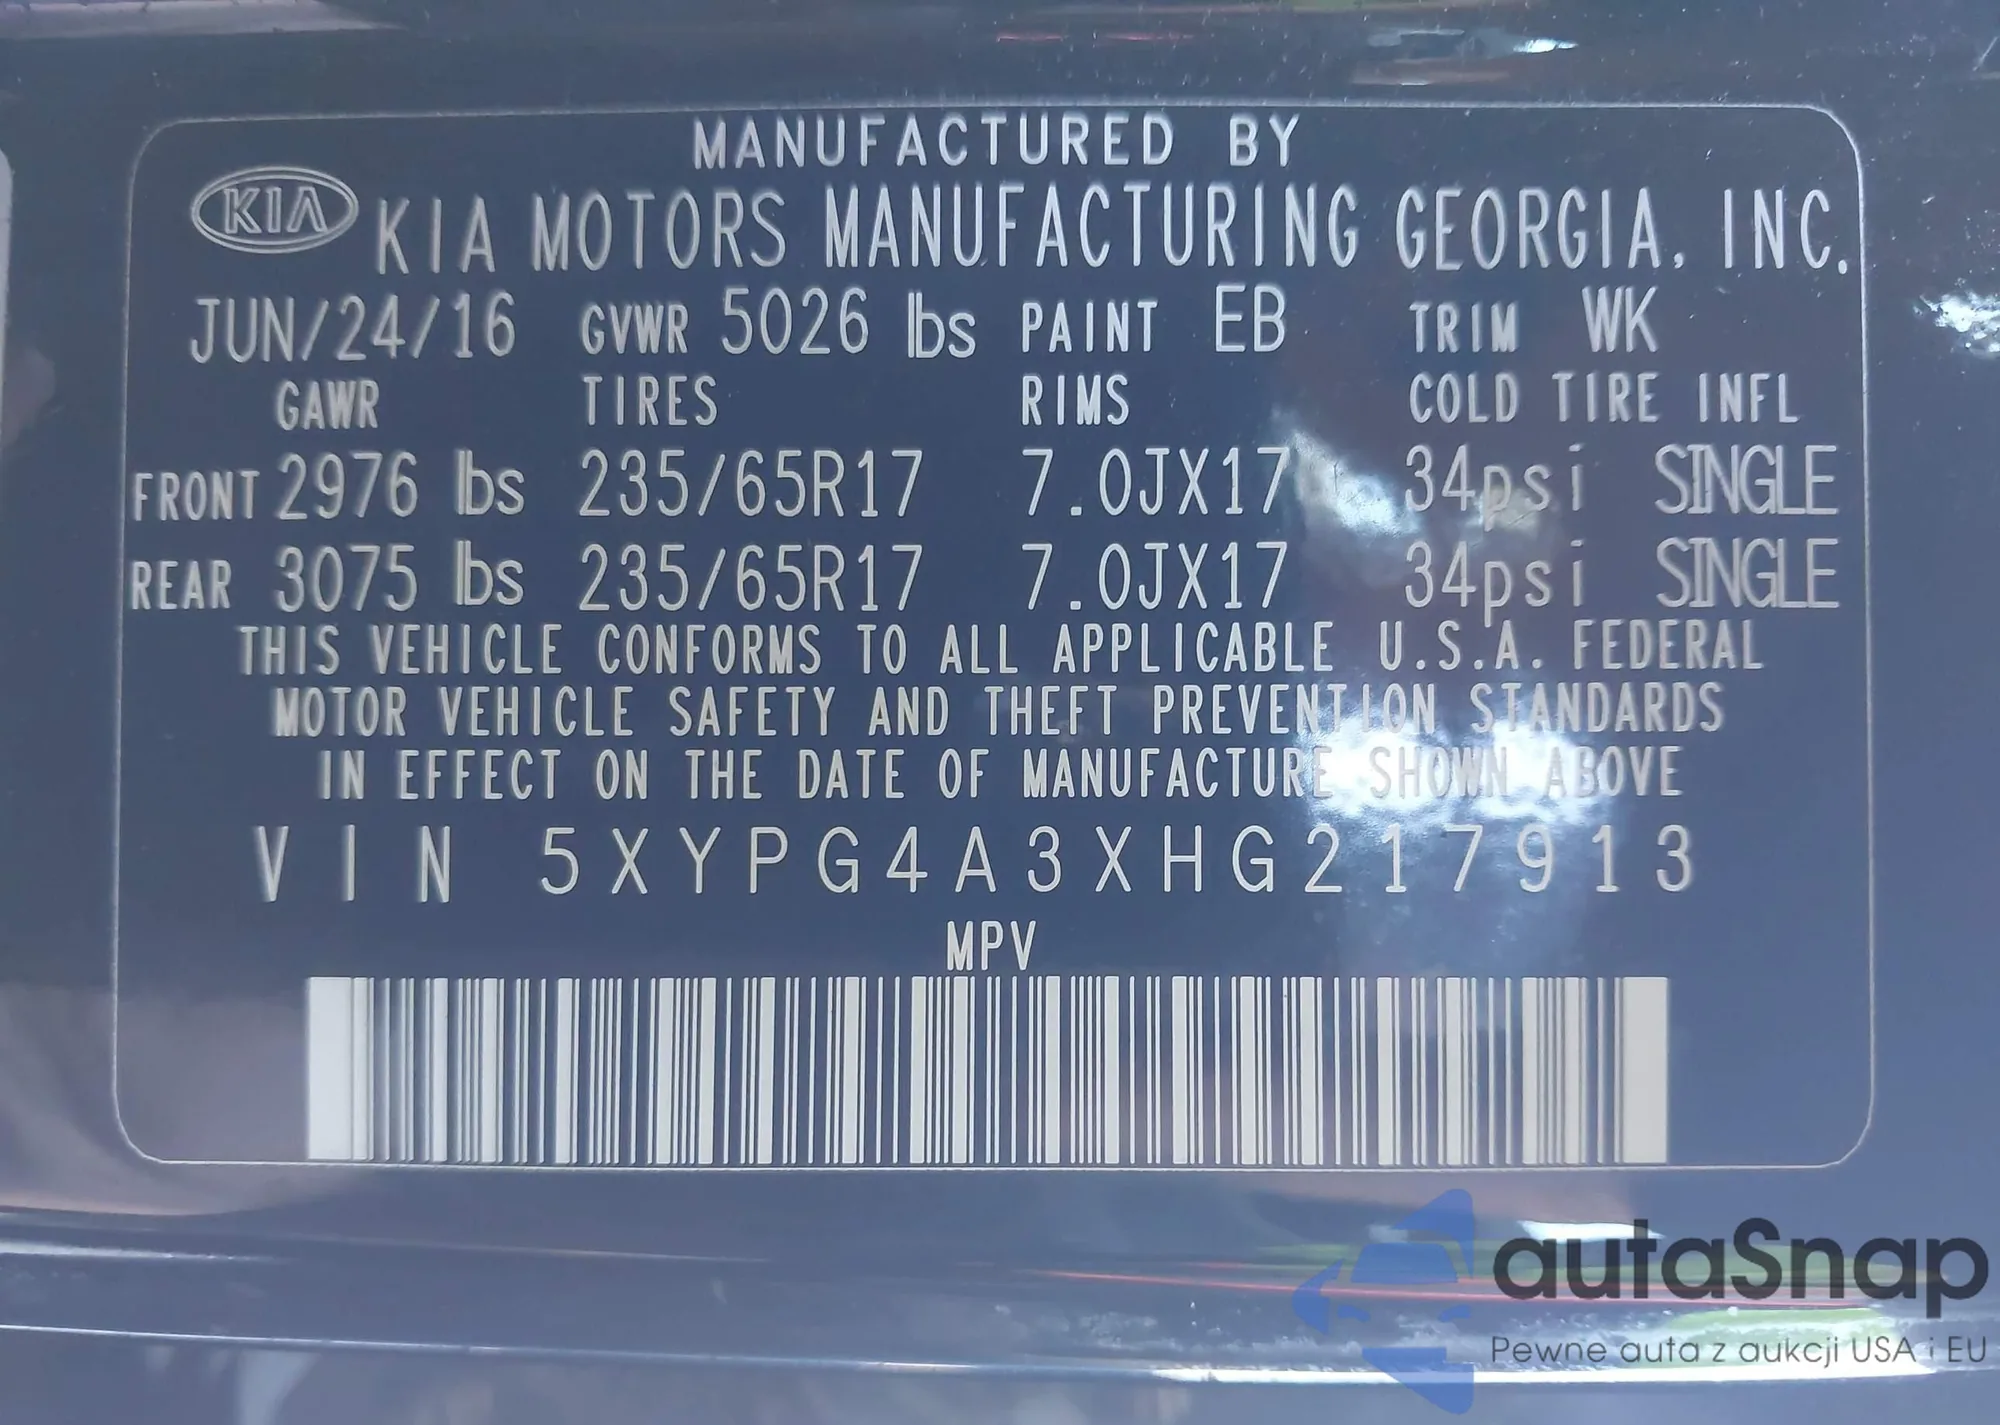 MANUFACTURED BY
KIA KIA MOTORS MANUFACTURING GEORGIA, INC.
JUN/24/16 GVWR 5026 lbs PAINT EB TRIM WK
GAWR TIRES RIMS COLD TIRE INFL
FRONT 2976 lbs 235/65R17 7.0JX17 34psi SINGLE
REAR 3075 lbs 235/65R17 7.0JX17 34psi SINGLE
THIS VEHICLE CONFORMS TO ALL APPLICABLE U.S.A. FEDERAL
MOTOR VEHICLE SAFETY AND THEFT PREVENTION STANDARDS
IN EFFECT ON THE DATE OF MANUFACTURE SHOWN ABOVE
VIN 5XYPG4A3XHG217913
MPV
autaSnap
Pewne auta z aukcji USA i EU